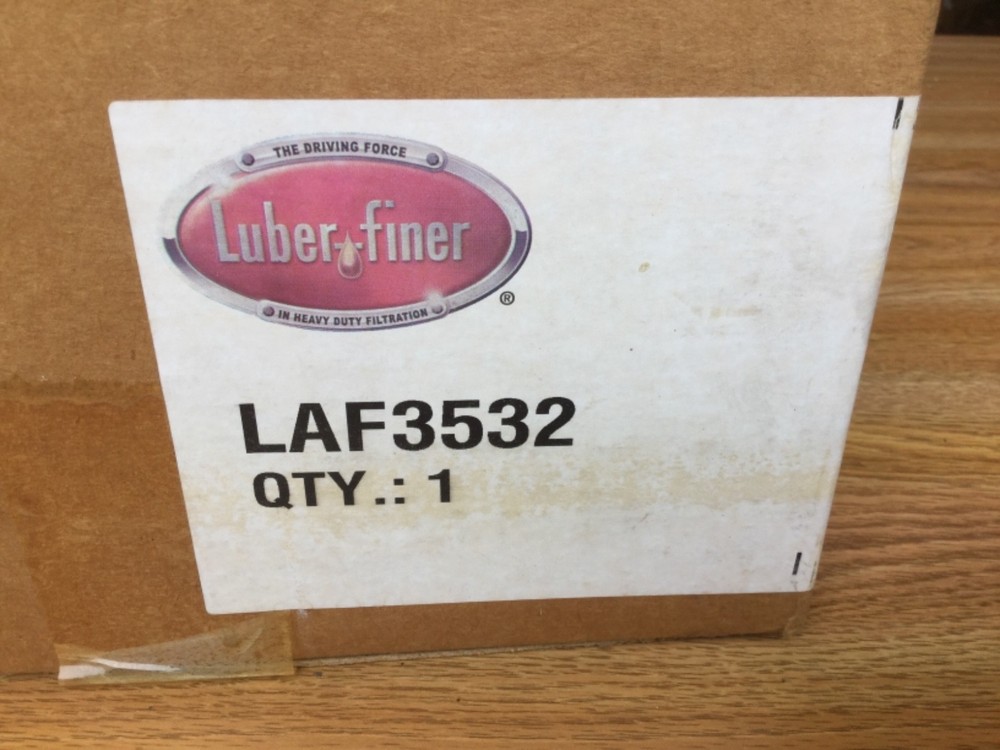 THE DRIVING FORCE
Luber-finer
®
IN HEAVY DUTY FILTRATION
LAF3532
QTY.: 1